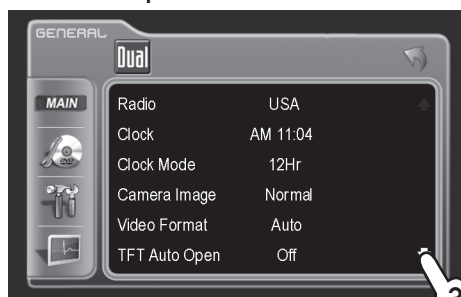 GENERAL
Dual
MAIN
Radio USA
Clock AM 11:04
Clock Mode 12Hr
Camera Image Normal
Video Format Auto
TFT Auto Open Off